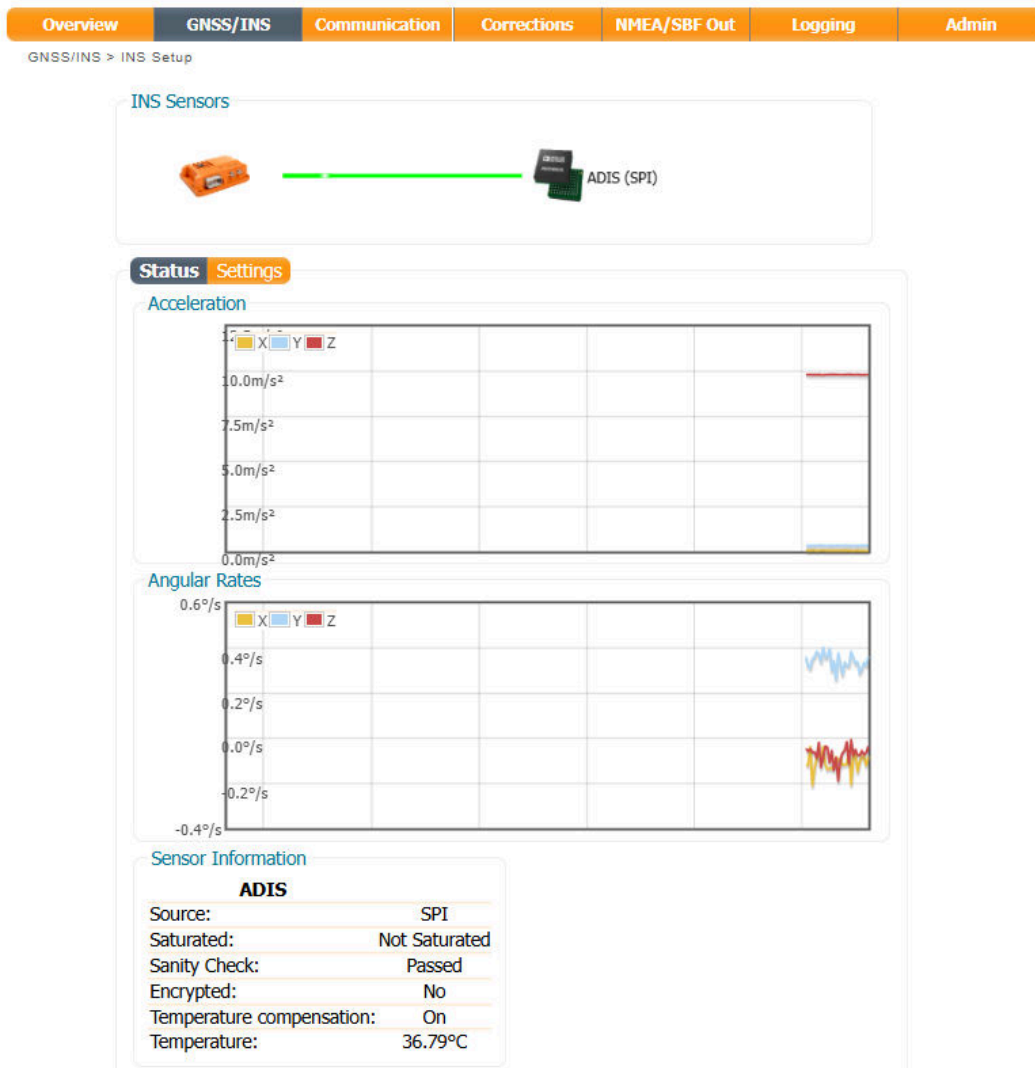 Overview GNSS/INS Communication Corrections NMEA/SBF Out Logging Admin
GNSS/INS > INS Setup
INS Sensors
ADIS (SPI)
Status Settings
Acceleration
X Y Z
10.0m/s²
7.5m/s²
5.0m/s²
2.5m/s²
0.0m/s²
Angular Rates
0.6°/s
X Y Z
0.4°/s
0.2°/s
0.0°/s
-0.2°/s
-0.4°/s
Sensor Information
ADIS
Source: SPI
Saturated: Not Saturated
Sanity Check: Passed
Encrypted: No
Temperature compensation: On
Temperature: 36.79°C